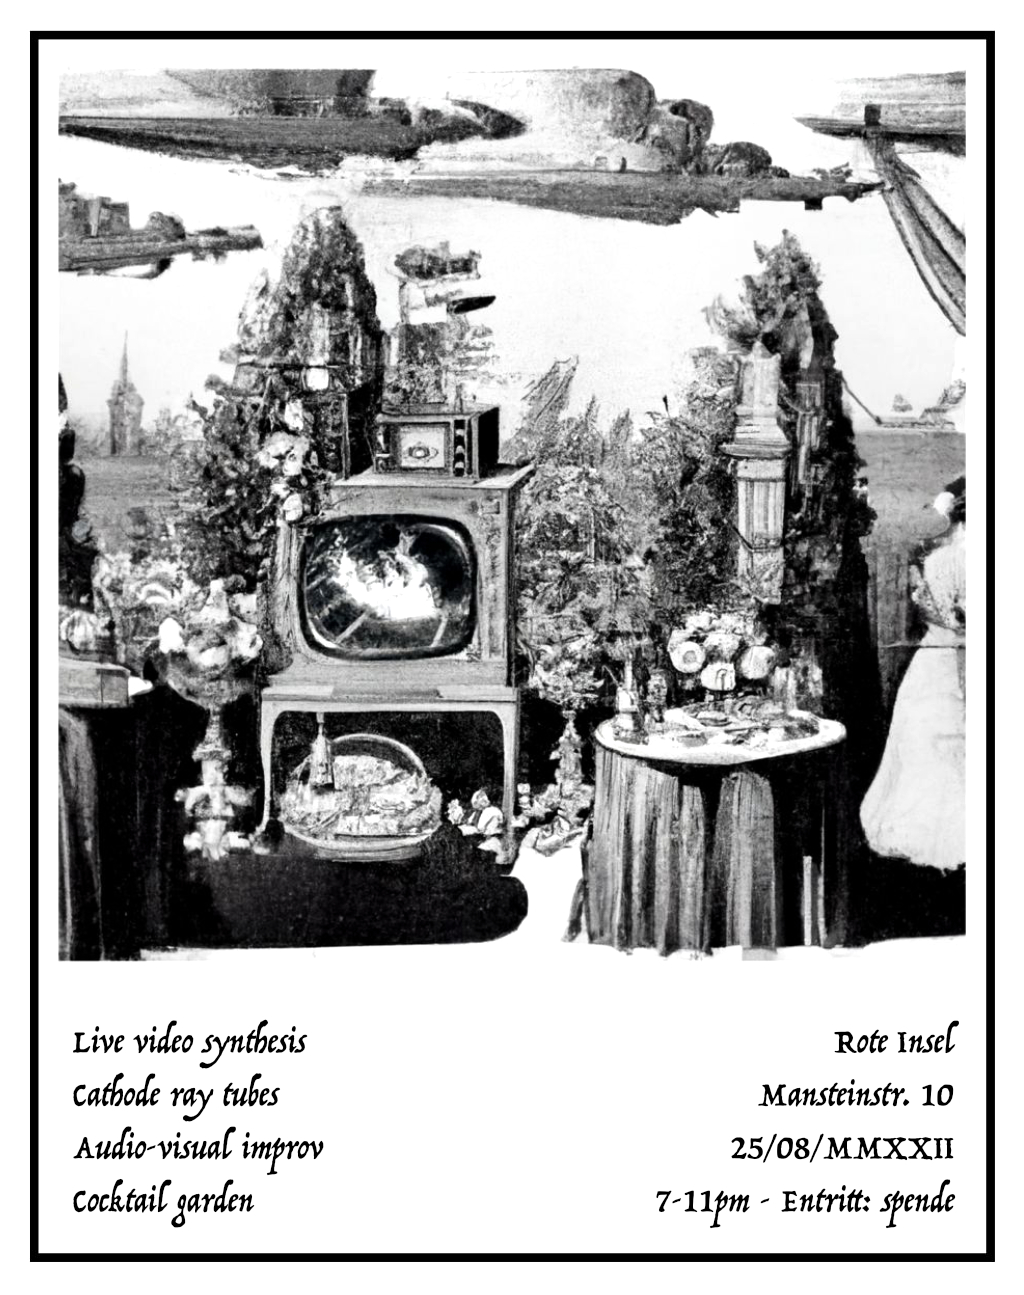 Live video synthesis
Cathode ray tubes
Audio-visual improv
Cocktail garden
Rote Insel
Mansteinstr. 10
25/08/MMXXII
7-11pm - Entritt: spende